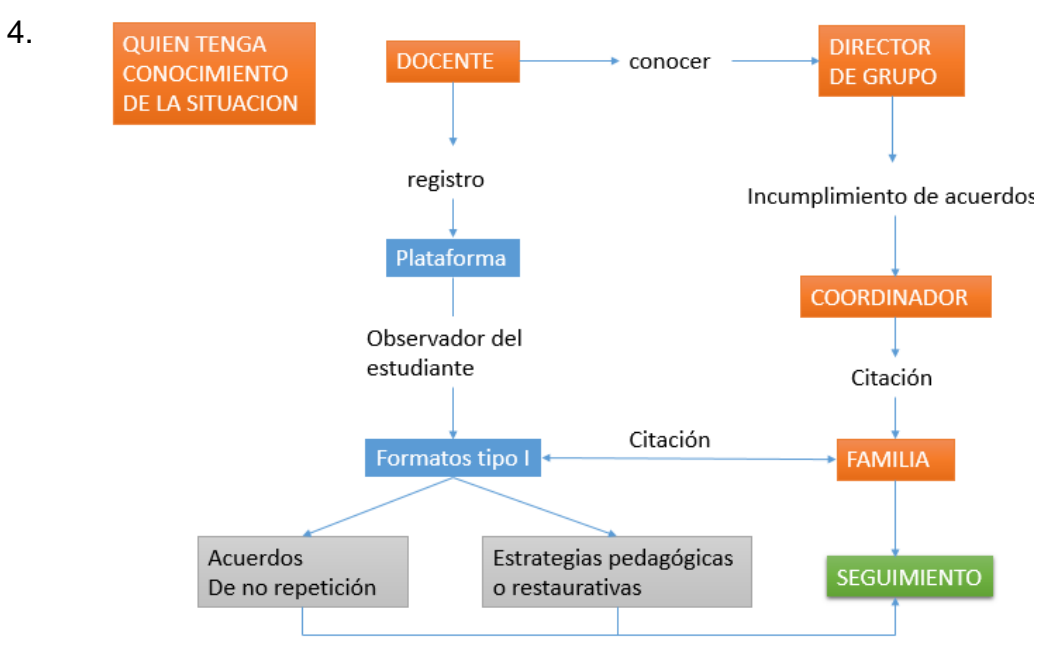 4.
QUIEN TENGA
CONOCIMIENTO
DE LA SITUACION
DOCENTE
conocer
DIRECTOR
DE GRUPO
registro
Incumplimiento de acuerdos
Plataforma
COORDINADOR
Observador del
estudiante
Citación
Formatos tipo I
Citación
FAMILIA
Acuerdos
De no repetición
Estrategias pedagógicas
o restaurativas
SEGUIMIENTO